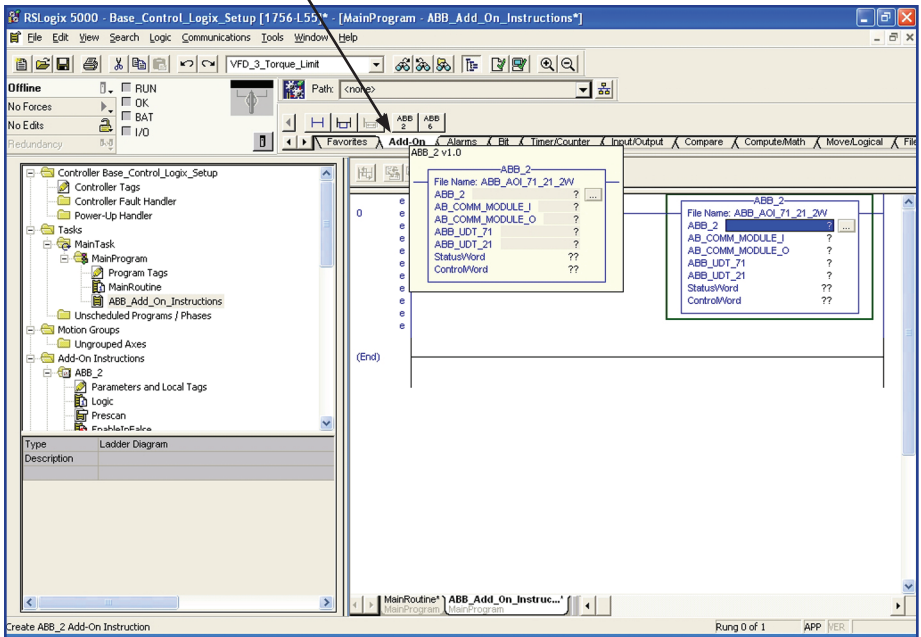 RSLogix 5000 - Base_Control_Logix_Setup [1756-L55]* - [MainProgram - ABB_Add_On_Instructions*]
File Edit View Search Logic Communications Tools Window Help
VFD_3_Torque_Limit
Offline
RUN
Path: <none>
No Forces
OK
BAT
No Edits
I/O
Redundancy
ABB 2
ABB 6
Favorites Add-On Alarms Bit Timer/Counter Input/Output Compare Compute/Math Move/Logical File
Controller Base_Control_Logix_Setup
Controller Tags
Controller Fault Handler
Power-Up Handler
Tasks
MainTask
MainProgram
Program Tags
MainRoutine
ABB_Add_On_Instructions
Unscheduled Programs / Phases
Motion Groups
Ungrouped Axes
Add-On Instructions
ABB_2
Parameters and Local Tags
Logic
Prescan
EnableInFalse
Type Ladder Diagram
Description
ABB_2 v1.0
ABB_2
File Name: ABB_AOI_71_21_2W
ABB_2 ? ...
AB_COMM_MODULE_I ?
AB_COMM_MODULE_O ?
ABB_UDT_71 ?
ABB_UDT_21 ?
StatusWord ??
ControlWord ??
0
e
e
e
e
e
e
e
e
e
e
e
ABB_2
File Name: ABB_AOI_71_21_2W
ABB_2 ? ...
AB_COMM_MODULE_I ?
AB_COMM_MODULE_O ?
ABB_UDT_71 ?
ABB_UDT_21 ?
StatusWord ??
ControlWord ??
(End)
MainRoutine* ABB_Add_On_Instruc...*
MainProgram MainProgram
Create ABB_2 Add-On Instruction
Rung 0 of 1 APP VER